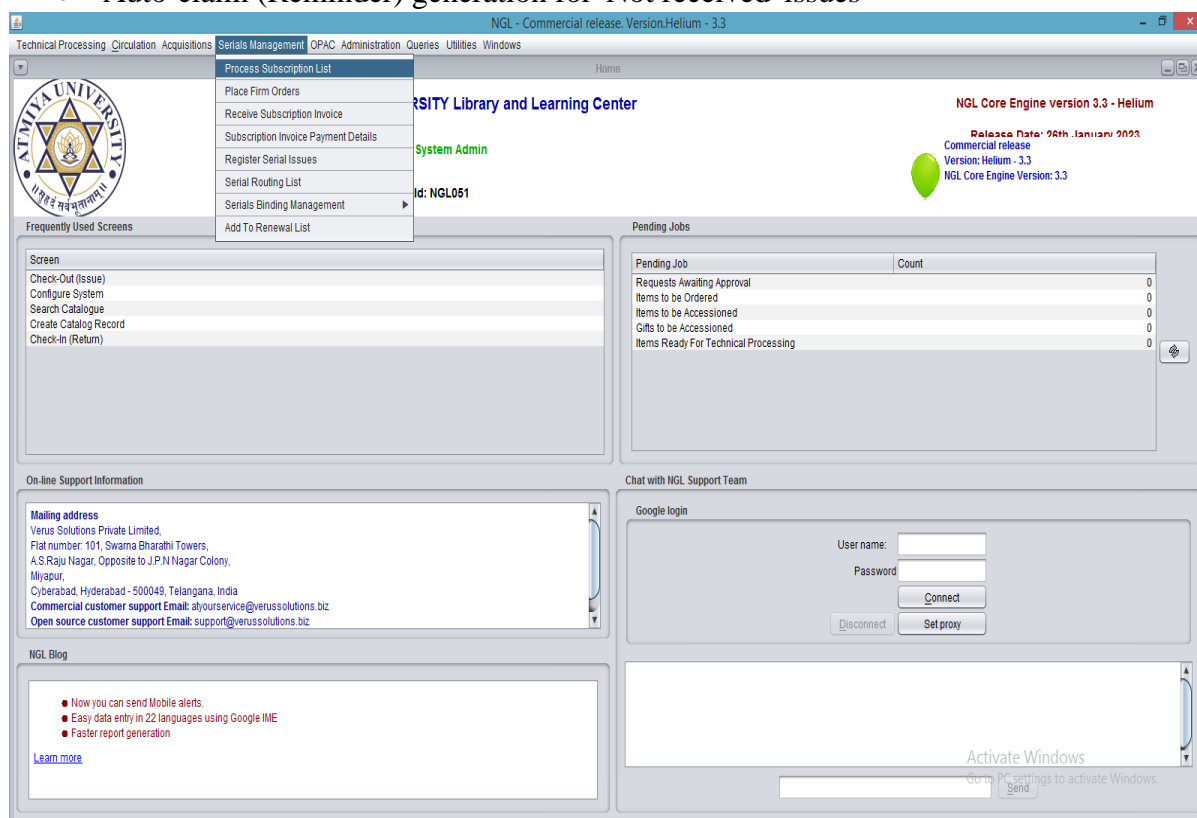 Auto-claim (Reminder) generation for 'Not received' issues
NGL - Commercial release. Version.Helium - 3.3
Technical Processing Circulation Acquisitions Serials Management OPAC Administration Queries Utilities Windows
Home
Process Subscription List
Place Firm Orders
Receive Subscription Invoice
Subscription Invoice Payment Details
Register Serial Issues
Serial Routing List
Serials Binding Management
Add To Renewal List
ATMIYA UNIVERSITY
RSITY Library and Learning Center
System Admin
Id: NGL051
NGL Core Engine version 3.3 - Helium
Release Date: 26th January 2023
Commercial release
Version: Helium - 3.3
NGL Core Engine Version: 3.3
Frequently Used Screens
Screen
Check-Out (Issue)
Configure System
Search Catalogue
Create Catalog Record
Check-In (Return)
Pending Jobs
Pending Job Count
Requests Awaiting Approval 0
Items to be Ordered 0
Items to be Accessioned 0
Gifts to be Accessioned 0
Items Ready For Technical Processing 0
On-line Support Information
Mailing address
Verus Solutions Private Limited,
Flat number: 101, Swarna Bharathi Towers,
A.S.Raju Nagar, Opposite to J.P.N Nagar Colony,
Miyapur,
Cyberabad, Hyderabad - 500049, Telangana, India
Commercial customer support Email: atyourservice@verussolutions.biz
Open source customer support Email: support@verussolutions.biz
Chat with NGL Support Team
Google login
User name:
Password
Connect
Disconnect Set proxy
NGL Blog
Now you can send Mobile alerts.
Easy data entry in 22 languages using Google IME
Faster report generation
Learn more
Activate Windows
Go to PC settings to activate Windows.
Send